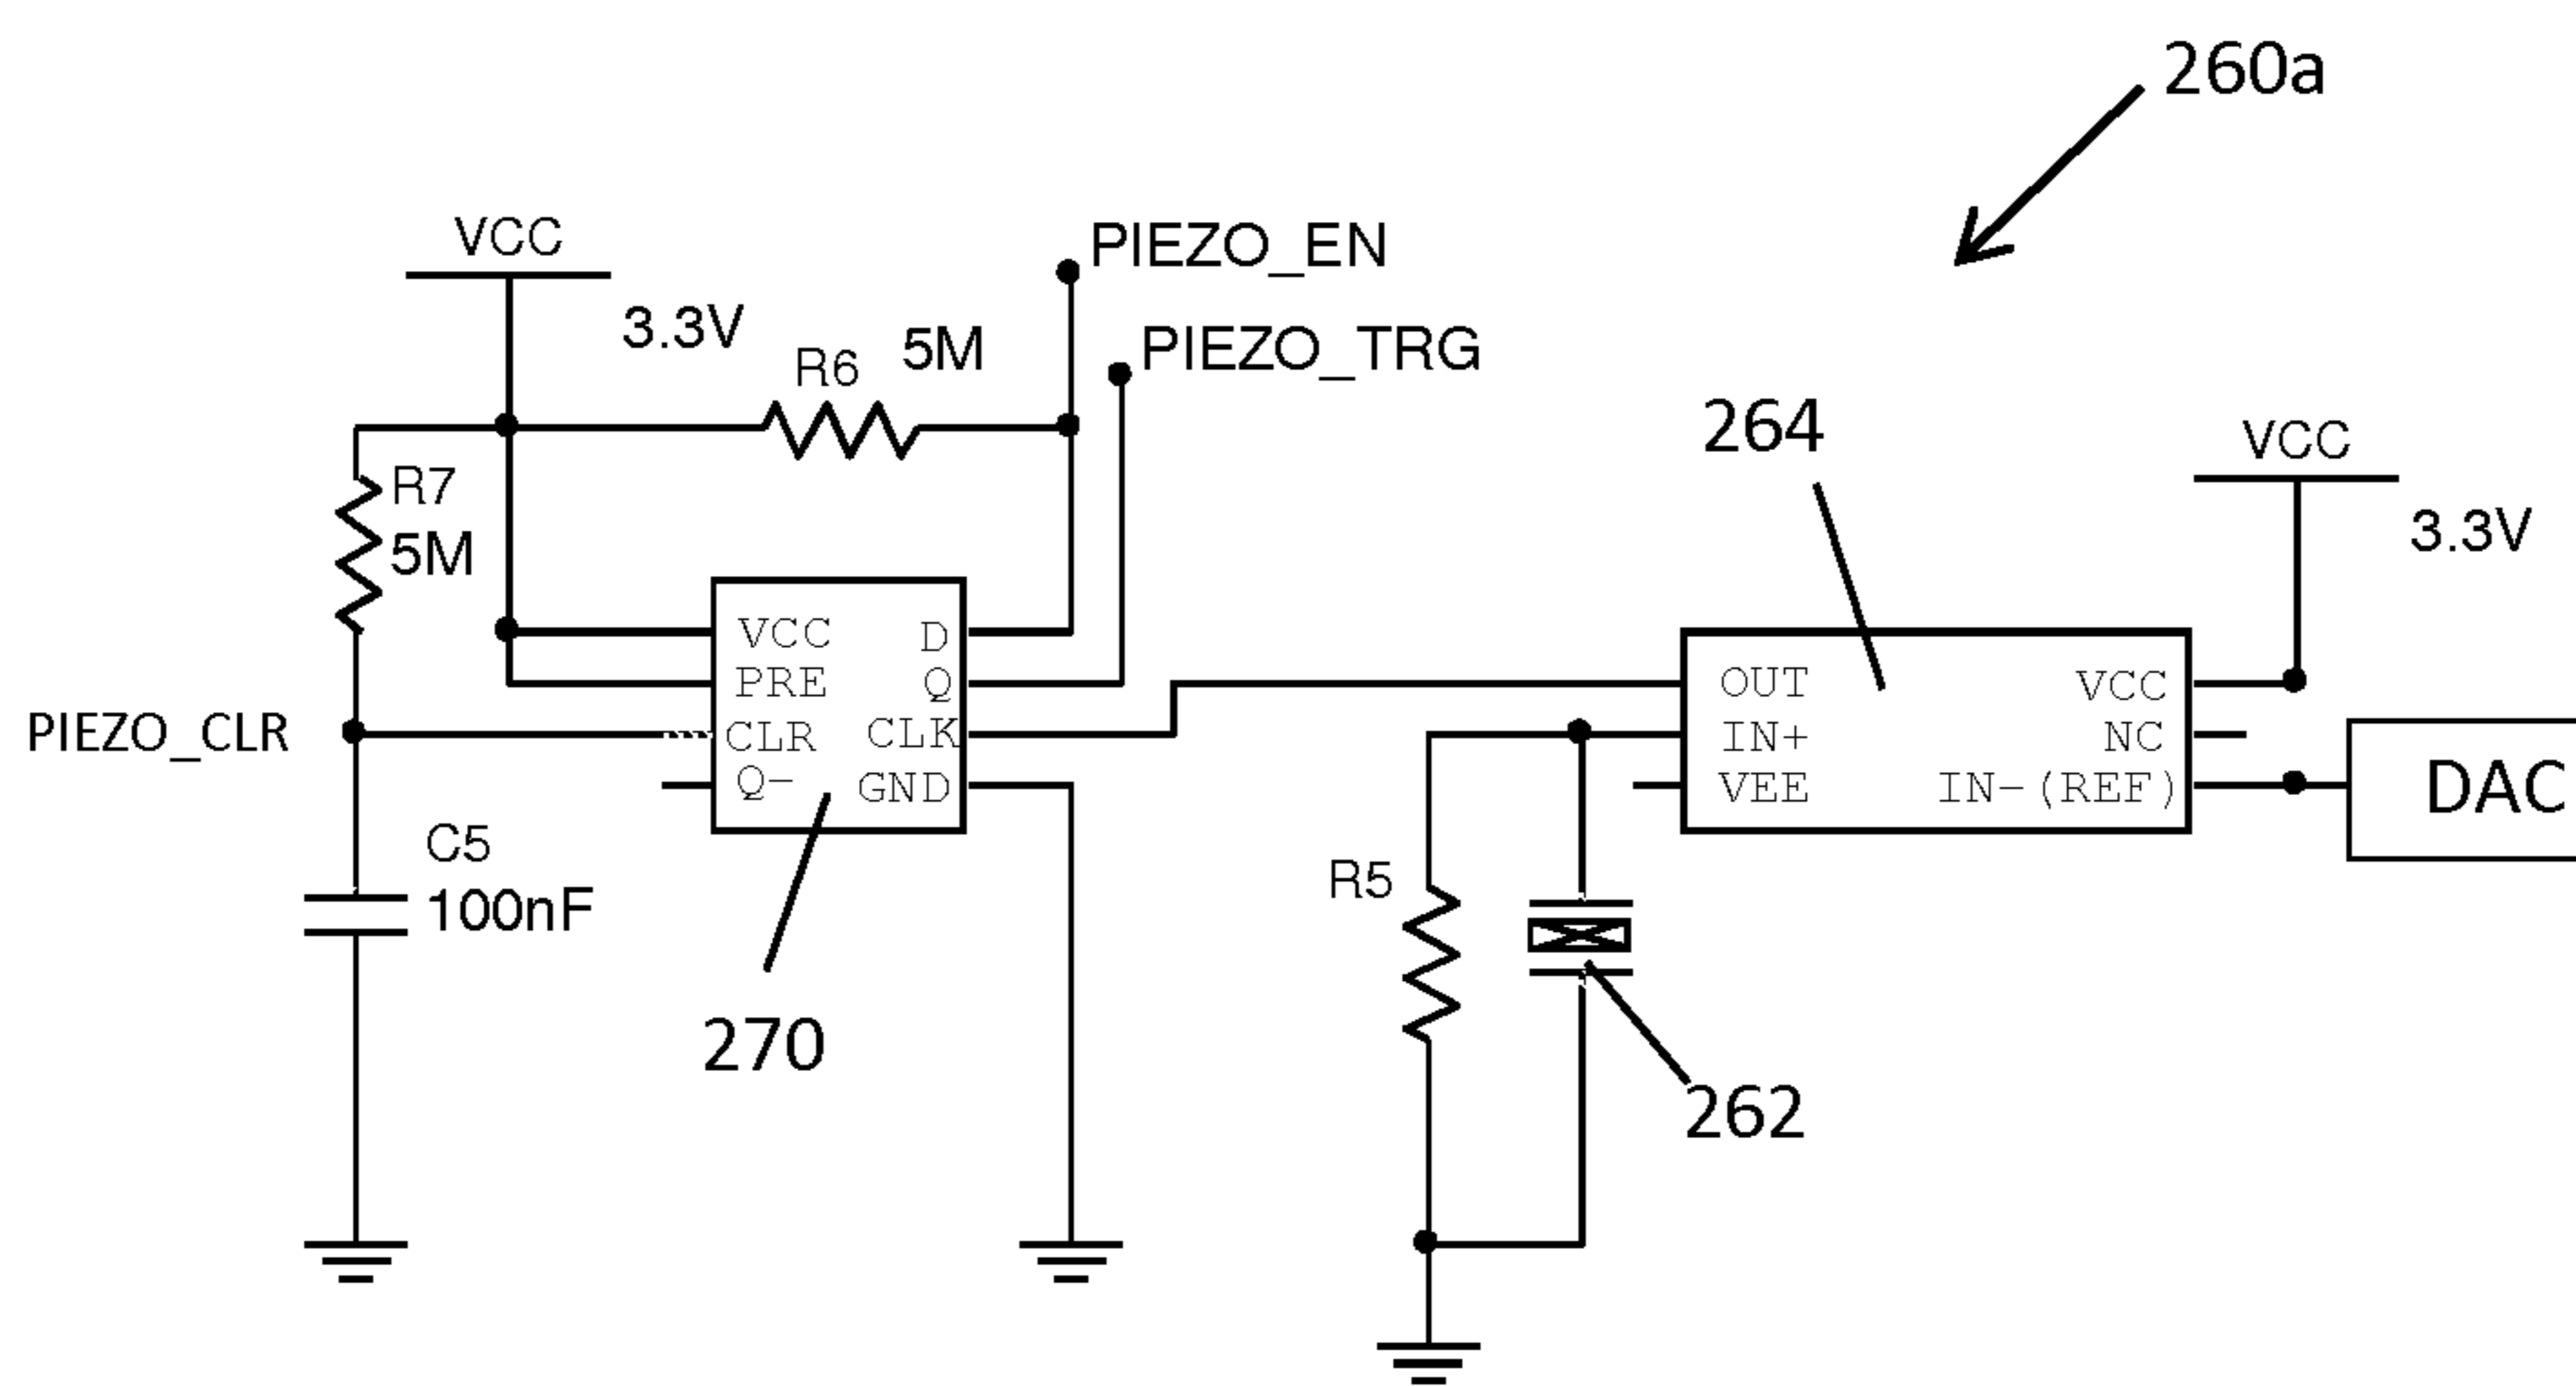 260a
VCC
3.3V
PIEZO_EN
R6 5M
PIEZO_TRG
264
VCC
3.3V
R7
5M
VCC D
PRE Q
CLR CLK
Q- GND
PIEZO_CLR
OUT VCC
IN+ NC
VEE IN-(REF)
DAC
C5
100nF
R5
270
262